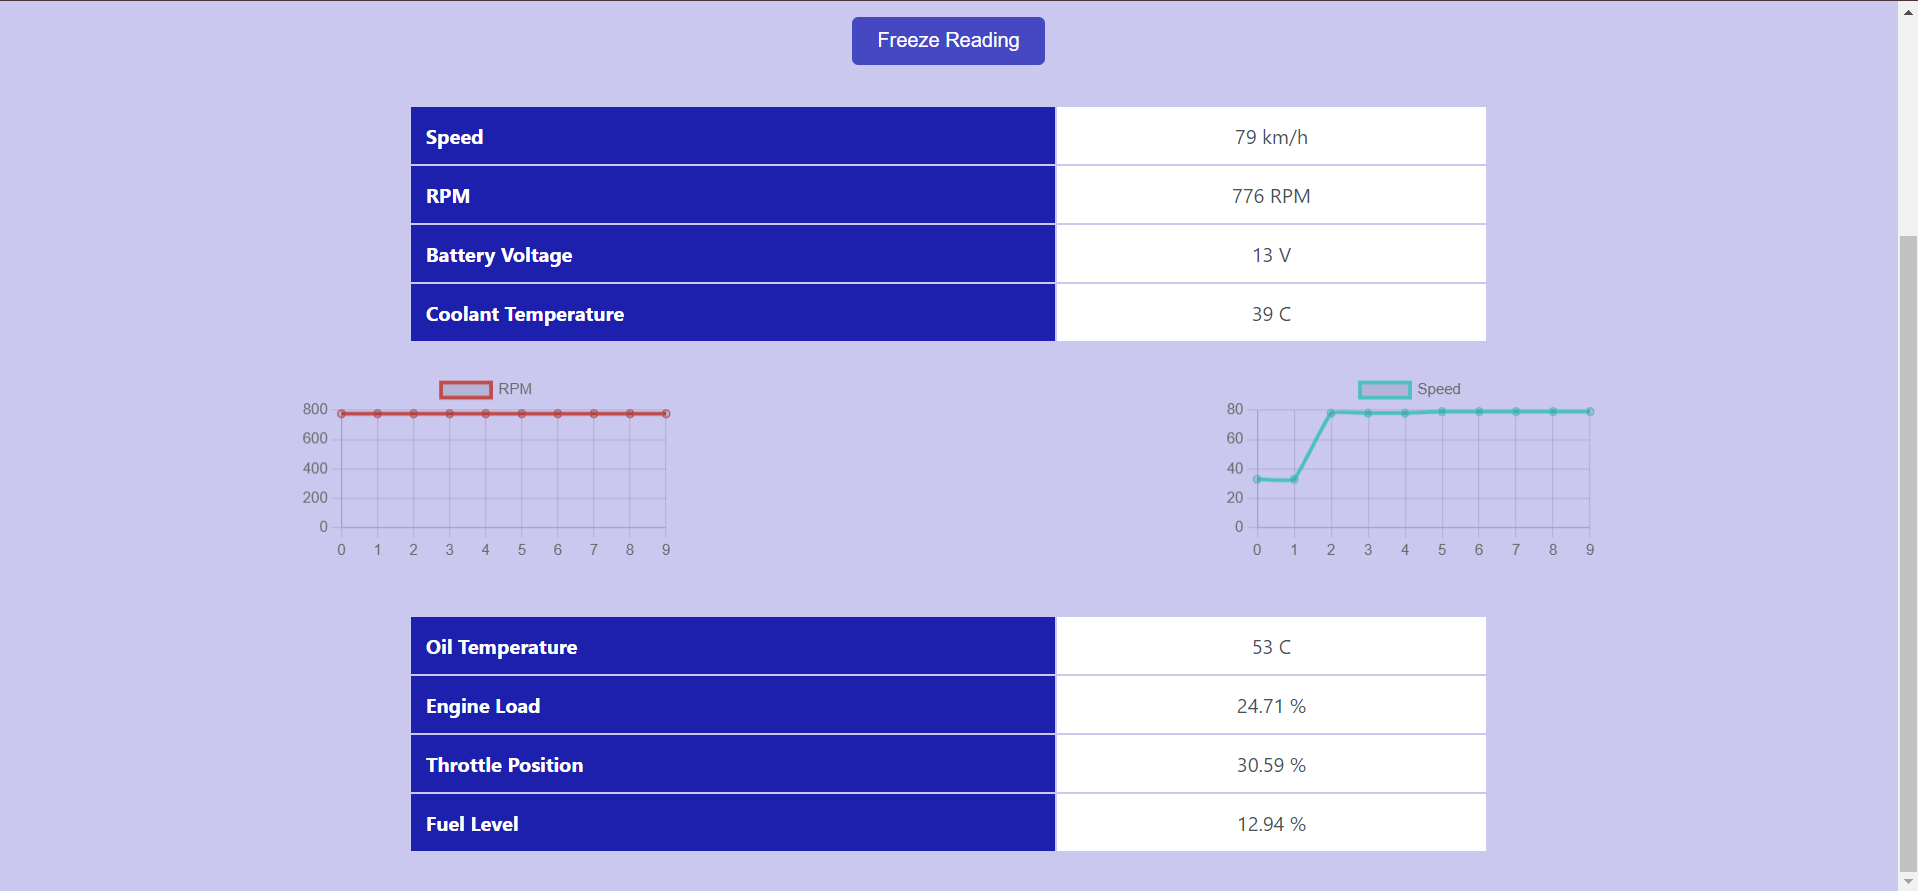 Freeze Reading
Speed 79 km/h
RPM 776 RPM
Battery Voltage 13 V
Coolant Temperature 39 C
RPM
800
600
400
200
0
0 1 2 3 4 5 6 7 8 9
Speed
80
60
40
20
0
0 1 2 3 4 5 6 7 8 9
Oil Temperature 53 C
Engine Load 24.71 %
Throttle Position 30.59 %
Fuel Level 12.94 %